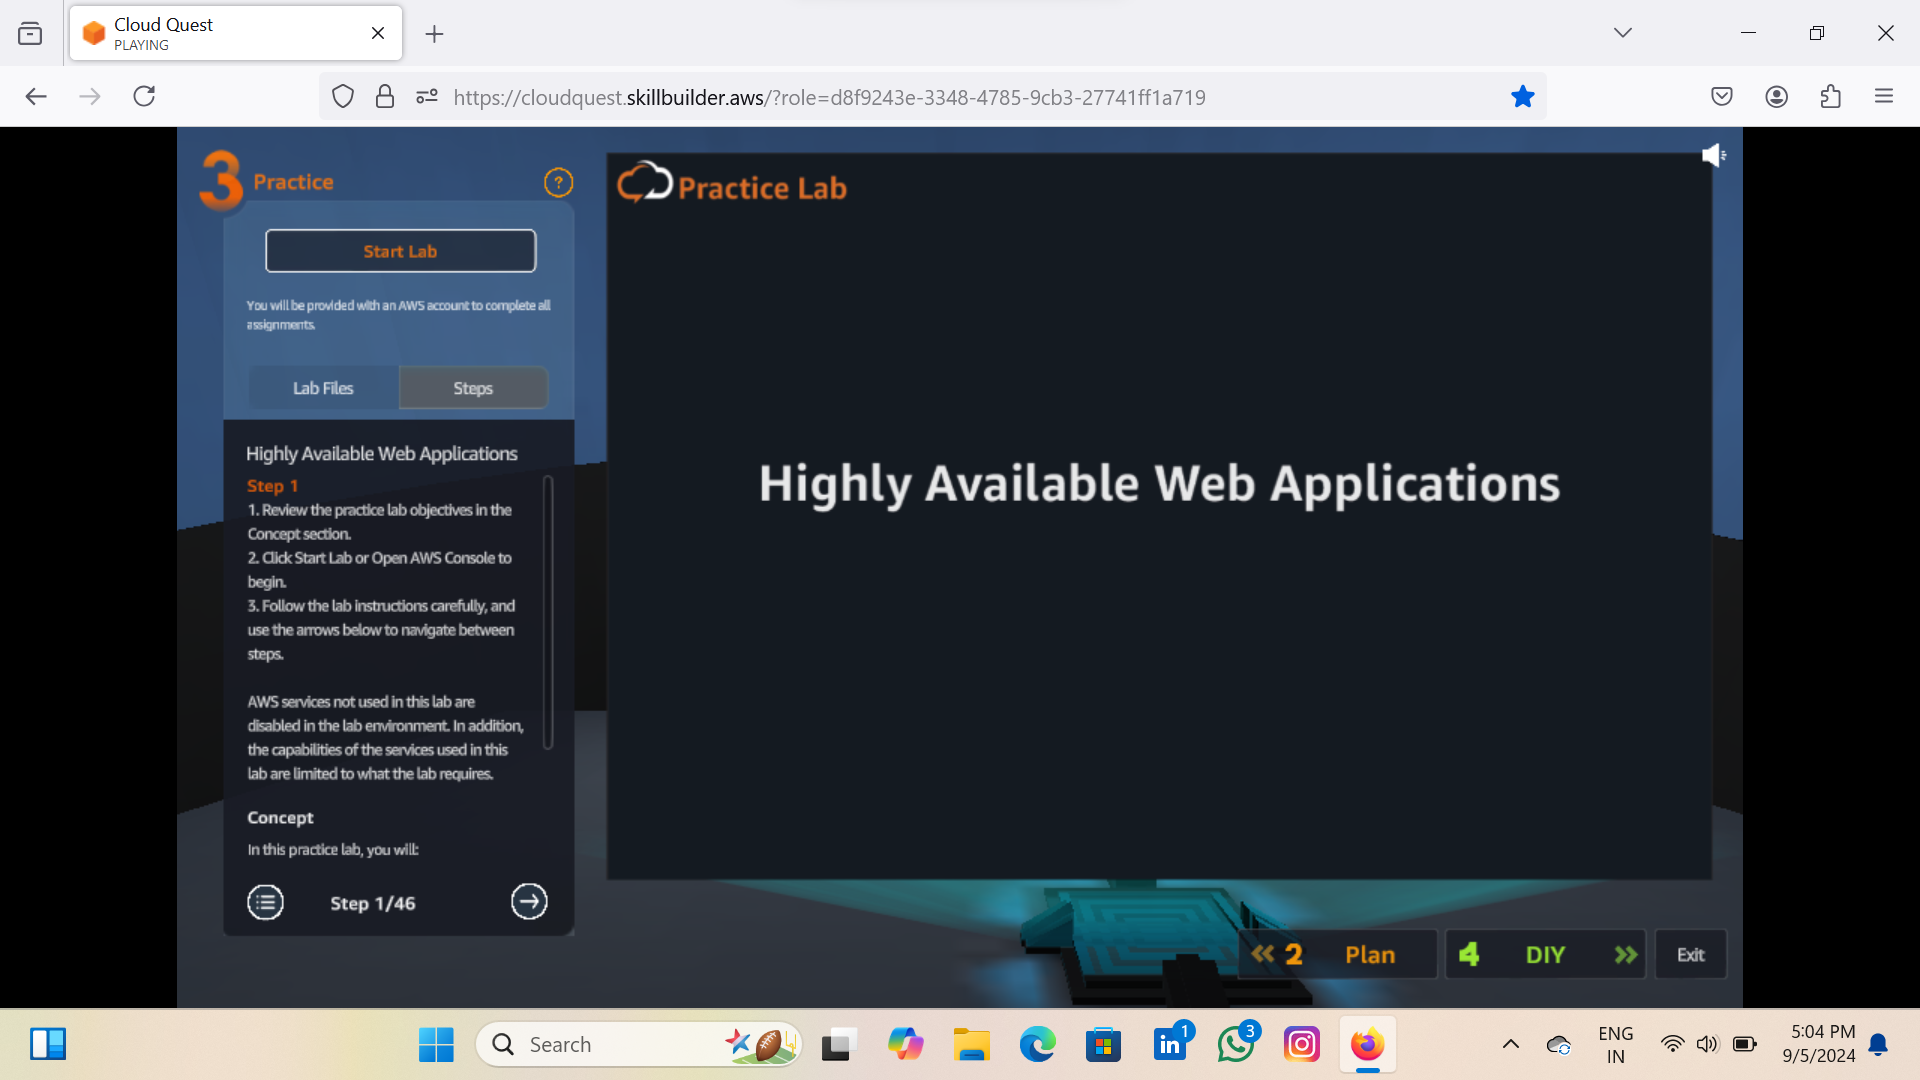 Cloud Quest
PLAYING
https://cloudquest.skillbuilder.aws/?role=d8f9243e-3348-4785-9cb3-27741ff1a719
3 Practice
?
Start Lab
You will be provided with an AWS account to complete all
assignments.
Lab Files
Steps
Highly Available Web Applications
Step 1
1. Review the practice lab objectives in the
Concept section.
2. Click Start Lab or Open AWS Console to
begin.
3. Follow the lab instructions carefully, and
use the arrows below to navigate between
steps.
AWS services not used in this lab are
disabled in the lab environment. In addition,
the capabilities of the services used in this
lab are limited to what the lab requires.
Concept
In this practice lab, you will:
Step 1/46
Practice Lab
Highly Available Web Applications
2 Plan
4 DIY
Exit
Search
1
3
ENG
IN
5:04 PM
9/5/2024